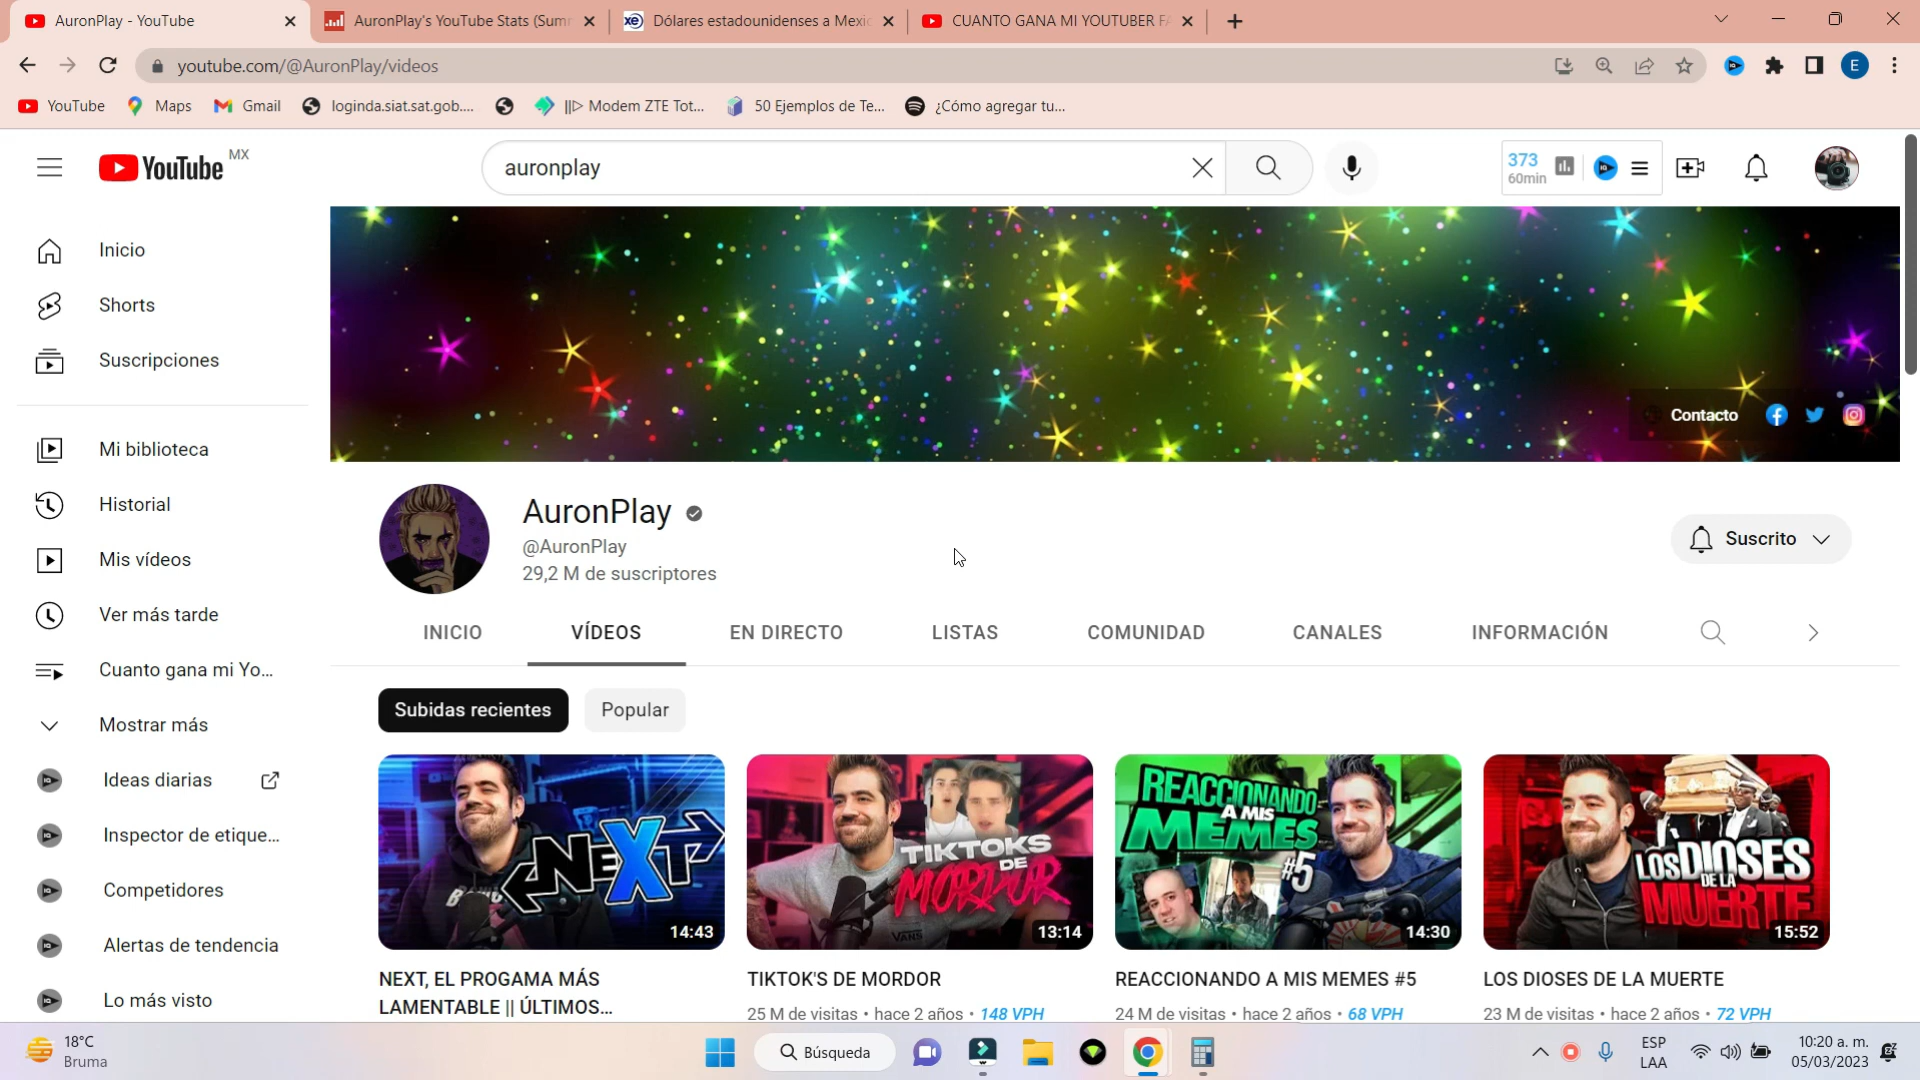 AuronPlay - YouTube
AuronPlay's YouTube Stats (Sum
Dólares estadounidenses a Mexic
CUANTO GANA MI YOUTUBER FA
youtube.com/@AuronPlay/videos
E
YouTube
Maps
Gmail
loginda.siat.sat.gob....
||▷ Modem ZTE Tot...
50 Ejemplos de Te...
¿Cómo agregar tu...
YouTube MX
auronplay
373
60min
Inicio
Shorts
Suscripciones
Mi biblioteca
Historial
Mis vídeos
Ver más tarde
Cuanto gana mi Yo...
Mostrar más
Ideas diarias
Inspector de etique...
Competidores
Alertas de tendencia
Lo más visto
Contacto
AuronPlay
@AuronPlay
29,2 M de suscriptores
Suscrito
INICIO
VÍDEOS
EN DIRECTO
LISTAS
COMUNIDAD
CANALES
INFORMACIÓN
Subidas recientes
Popular
NEXT
14:43
TIKTOKS
DE
MORDOR
VANS
13:14
REACCIONANDO
A MIS
MEMES
#5
14:30
LOS DIOSES
DE LA
MUERTE
15:52
NEXT, EL PROGAMA MÁS
LAMENTABLE || ÚLTIMOS...
TIKTOK'S DE MORDOR
25 M de visitas • hace 2 años • 148 VPH
REACCIONANDO A MIS MEMES #5
24 M de visitas • hace 2 años • 68 VPH
LOS DIOSES DE LA MUERTE
23 M de visitas • hace 2 años • 72 VPH
18°C
Bruma
Búsqueda
ESP
LAA
10:20 a. m.
05/03/2023